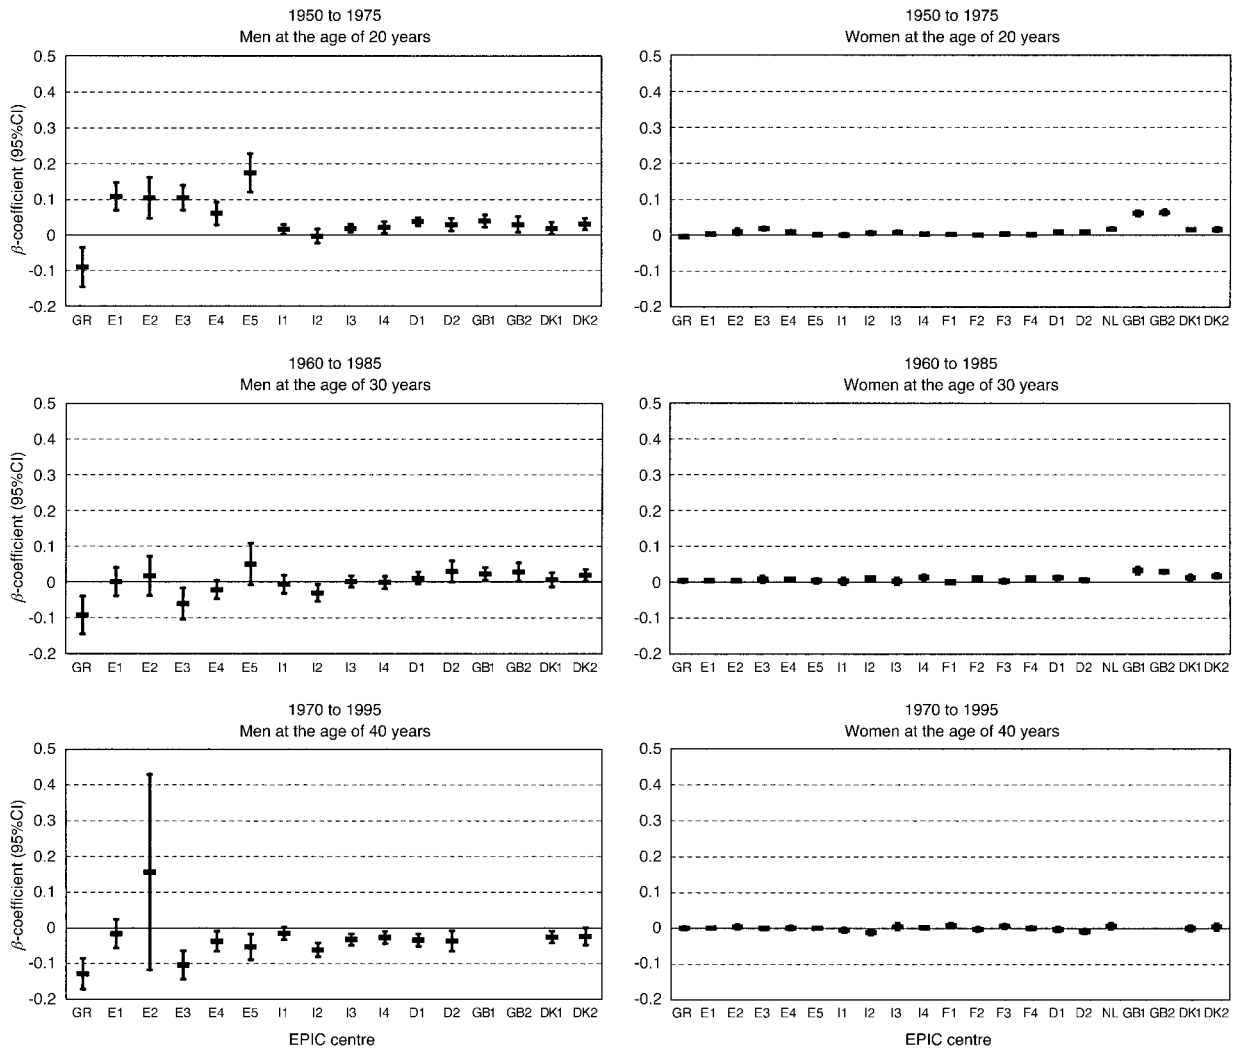 1950 to 1975
Men at the age of 20 years
β-coefficient (95%CI)
0.5
0.4
0.3
0.2
0.1
0
-0.1
-0.2
GR E1 E2 E3 E4 E5 I1 I2 I3 I4 D1 D2 GB1 GB2 DK1 DK2
1950 to 1975
Women at the age of 20 years
0.5
0.4
0.3
0.2
0.1
0
-0.1
-0.2
GR E1 E2 E3 E4 E5 I1 I2 I3 I4 F1 F2 F3 F4 D1 D2 NL GB1 GB2 DK1 DK2
1960 to 1985
Men at the age of 30 years
β-coefficient (95%CI)
0.5
0.4
0.3
0.2
0.1
0
-0.1
-0.2
GR E1 E2 E3 E4 E5 I1 I2 I3 I4 D1 D2 GB1 GB2 DK1 DK2
1960 to 1985
Women at the age of 30 years
0.5
0.4
0.3
0.2
0.1
0
-0.1
-0.2
GR E1 E2 E3 E4 E5 I1 I2 I3 I4 F1 F2 F3 F4 D1 D2 NL GB1 GB2 DK1 DK2
1970 to 1995
Men at the age of 40 years
β-coefficient (95%CI)
0.5
0.4
0.3
0.2
0.1
0
-0.1
-0.2
GR E1 E2 E3 E4 E5 I1 I2 I3 I4 D1 D2 GB1 GB2 DK1 DK2
EPIC centre
1970 to 1995
Women at the age of 40 years
0.5
0.4
0.3
0.2
0.1
0
-0.1
-0.2
GR E1 E2 E3 E4 E5 I1 I2 I3 I4 F1 F2 F3 F4 D1 D2 NL GB1 GB2 DK1 DK2
EPIC centre